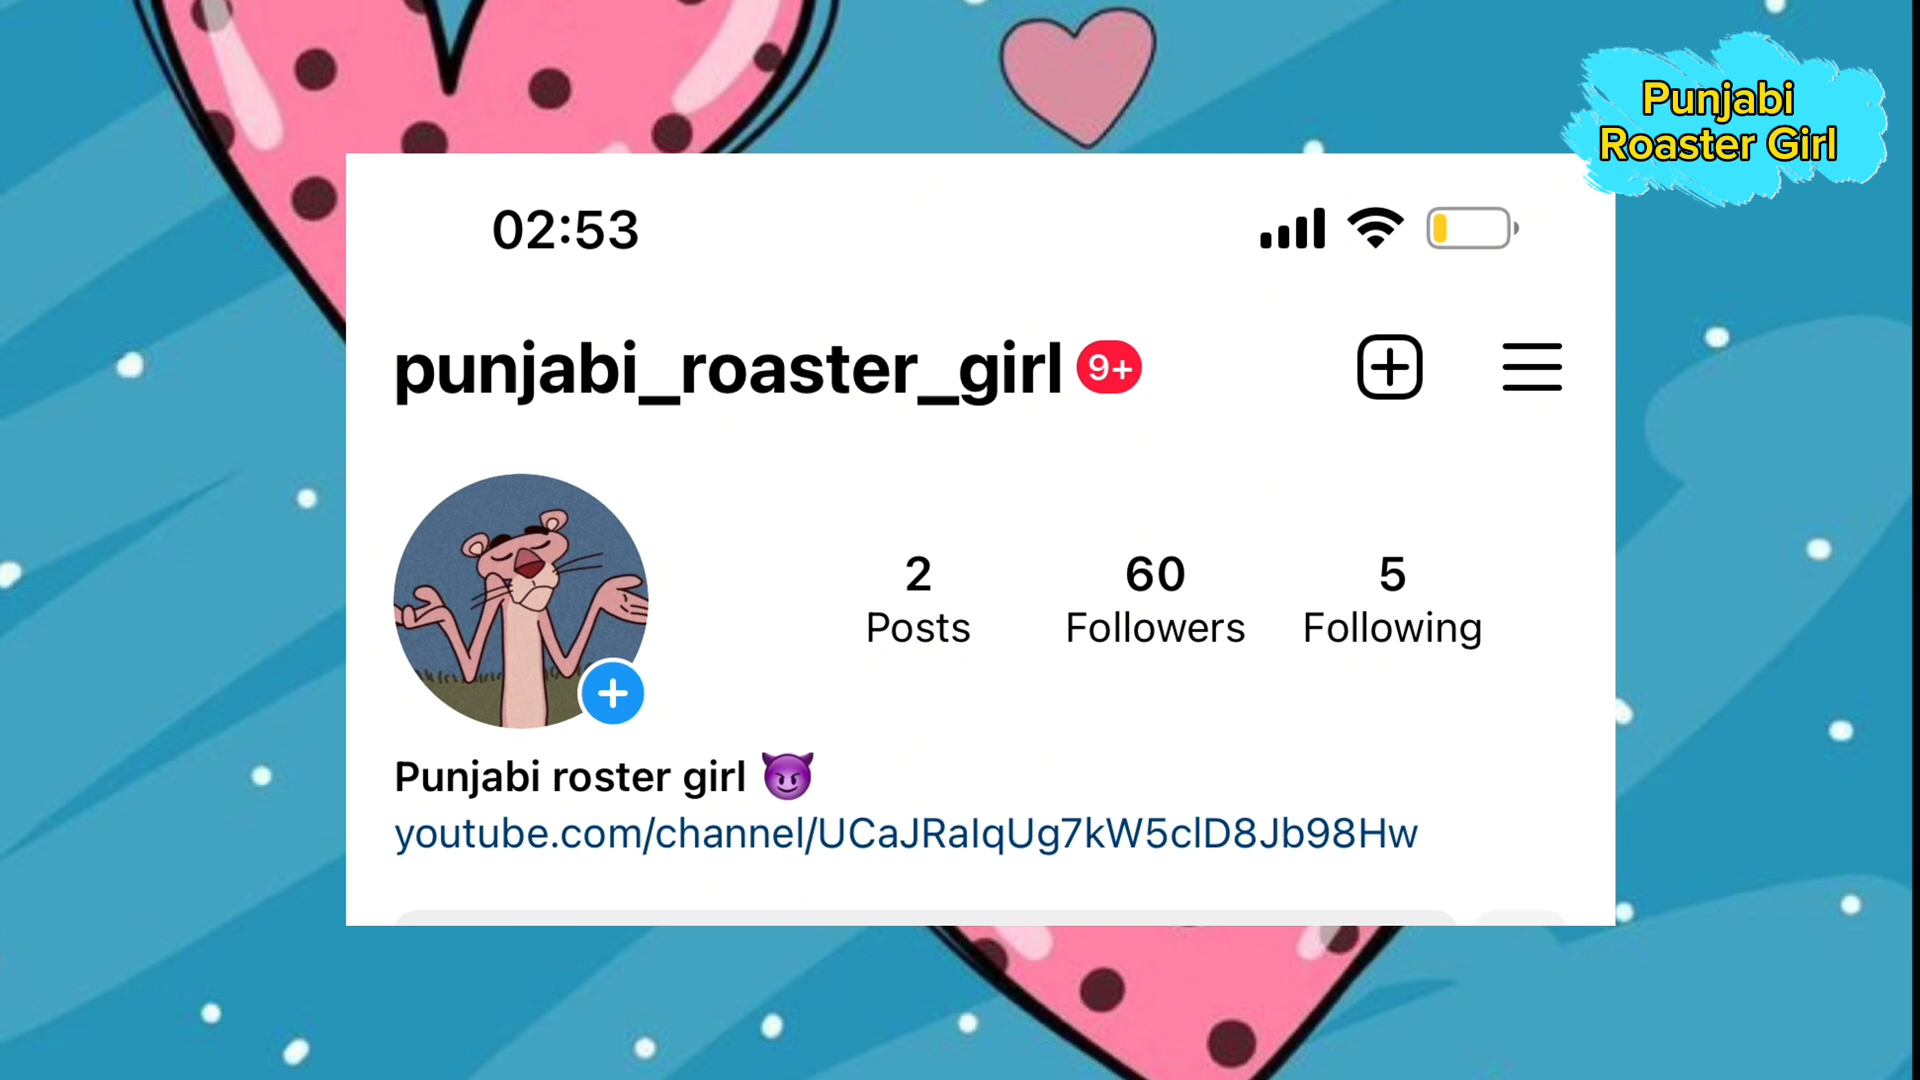 Punjabi
Roaster Girl
02:53
punjabi_roaster_girl 9+
2 60 5
Posts Followers Following
Punjabi roster girl 😈
youtube.com/channel/UCaJRaIqUg7kW5clD8Jb98Hw